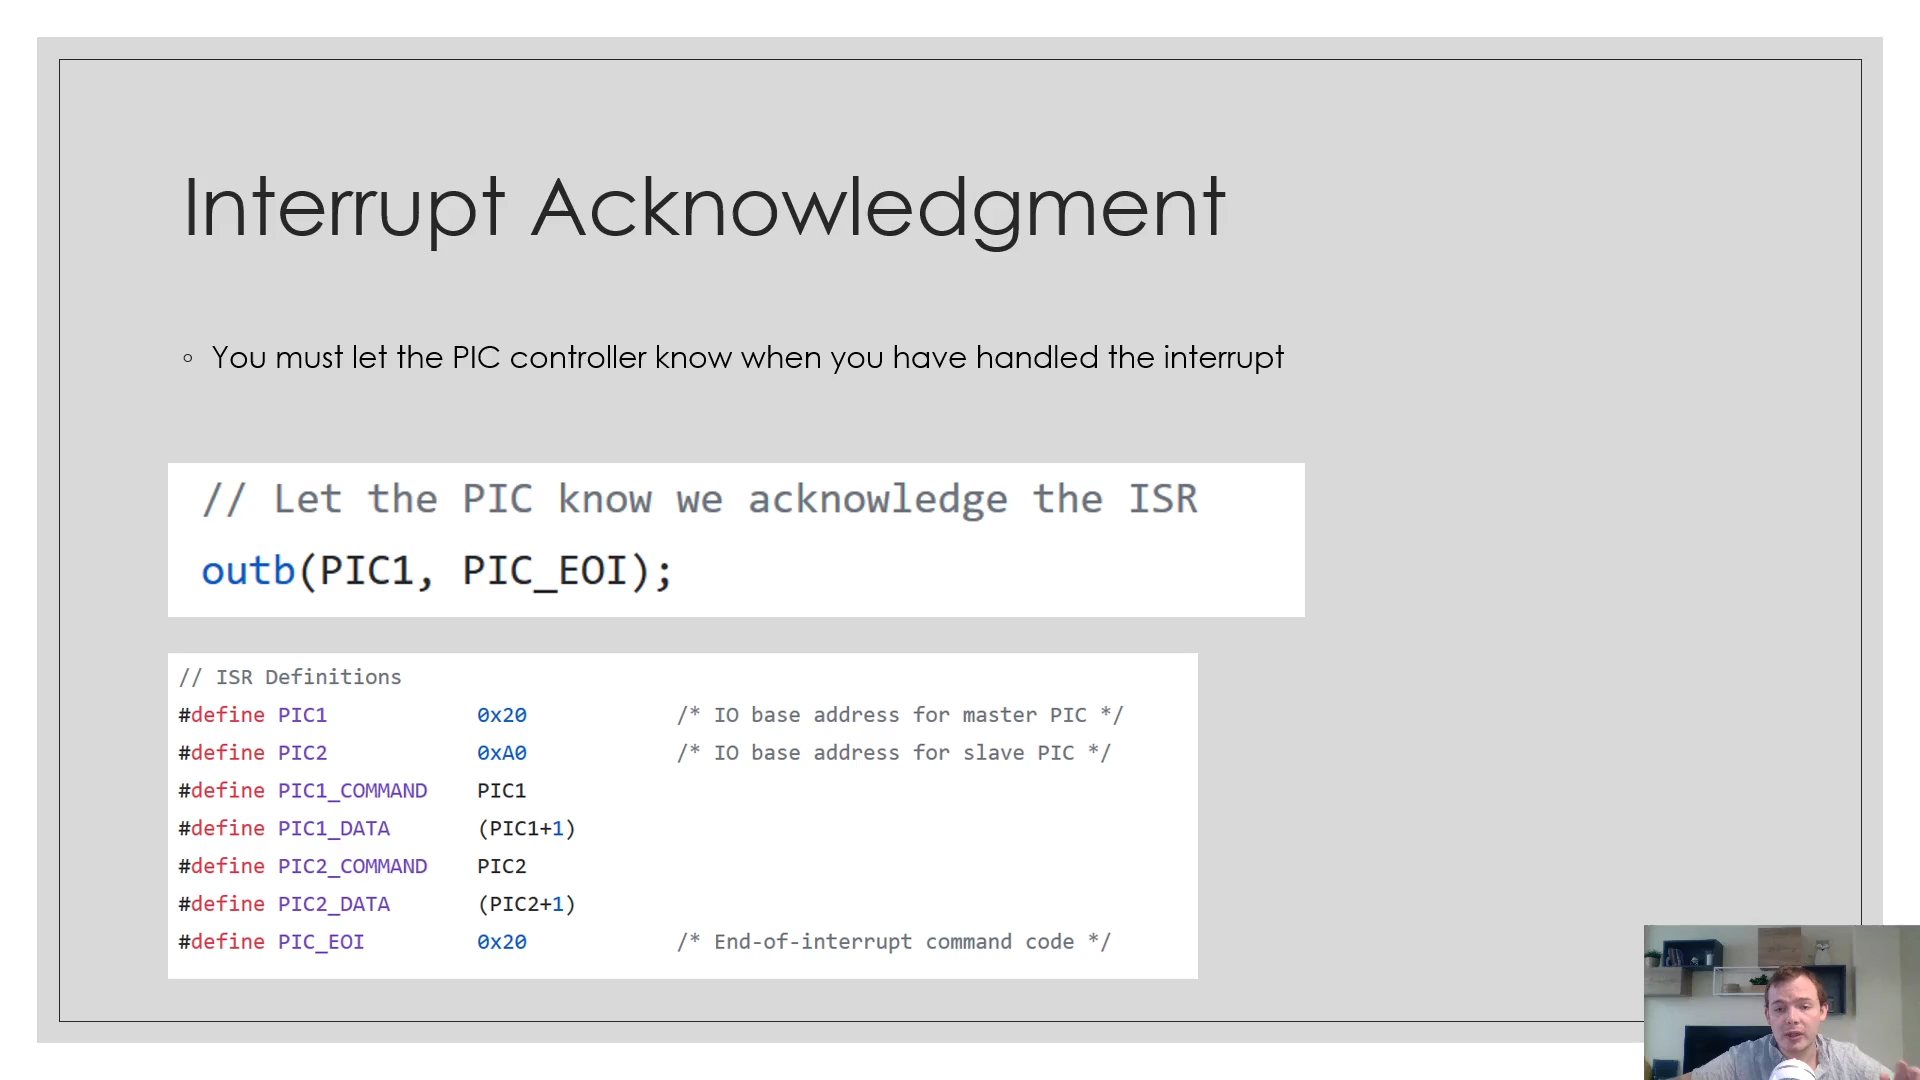 Interrupt Acknowledgment
◦ You must let the PIC controller know when you have handled the interrupt
// Let the PIC know we acknowledge the ISR
outb(PIC1, PIC_EOI);
// ISR Definitions
#define PIC1 0x20 /* IO base address for master PIC */
#define PIC2 0xA0 /* IO base address for slave PIC */
#define PIC1_COMMAND PIC1
#define PIC1_DATA (PIC1+1)
#define PIC2_COMMAND PIC2
#define PIC2_DATA (PIC2+1)
#define PIC_EOI 0x20 /* End-of-interrupt command code */